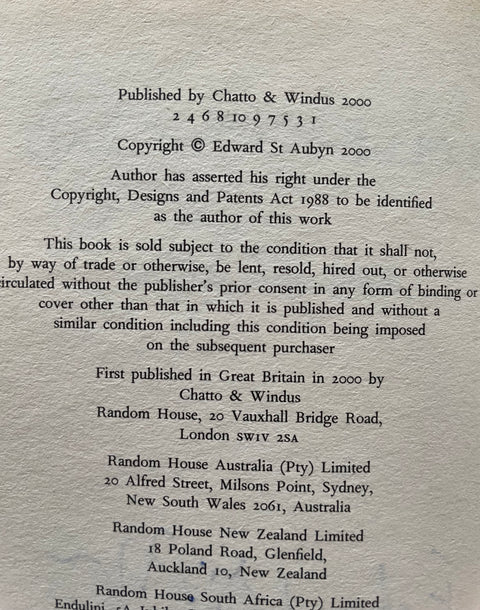 Published by Chatto & Windus 2000
2 4 6 8 10 9 7 5 3 1
Copyright © Edward St Aubyn 2000
Author has asserted his right under the
Copyright, Designs and Patents Act 1988 to be identified
as the author of this work
This book is sold subject to the condition that it shall not,
by way of trade or otherwise, be lent, resold, hired out, or otherwise
circulated without the publisher's prior consent in any form of binding or
cover other than that in which it is published and without a
similar condition including this condition being imposed
on the subsequent purchaser
First published in Great Britain in 2000 by
Chatto & Windus
Random House, 20 Vauxhall Bridge Road,
London SW1V 2SA
Random House Australia (Pty) Limited
20 Alfred Street, Milsons Point, Sydney,
New South Wales 2061, Australia
Random House New Zealand Limited
18 Poland Road, Glenfield,
Auckland 10, New Zealand
Random House South Africa (Pty) Limited
Endulini, 5A